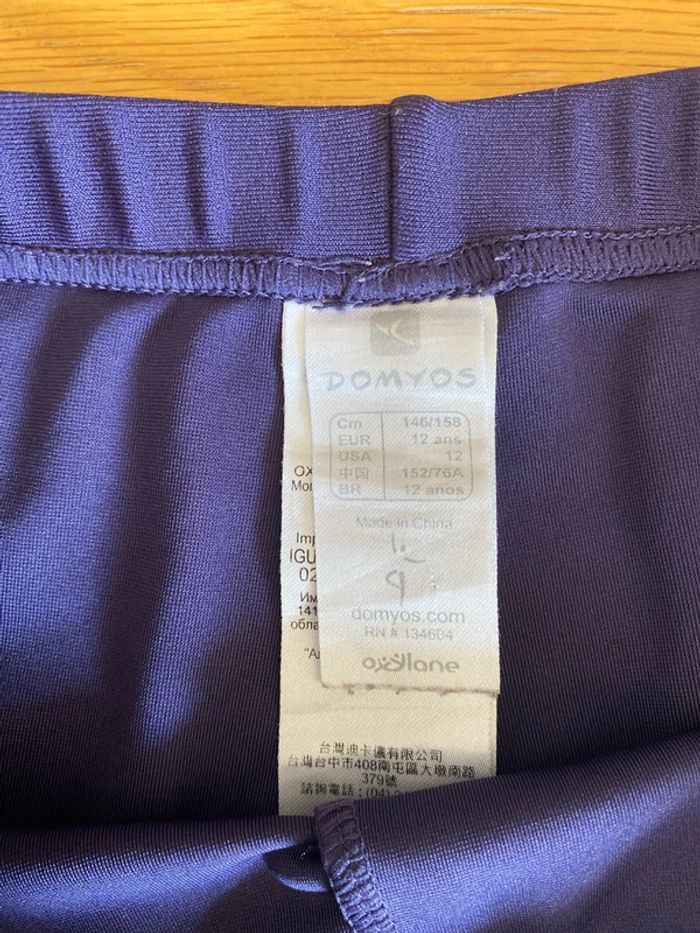 DOMYOS
Cm 146/158
EUR 12 ans
USA 12
中国 152/76A
BR 12 años
Made in China
domyos.com
RN # 134604
oxylane
OX
Mor
Imp
IGU
02
Им
141
обла
"Ал
台灣迪卡儂有限公司
台灣台中市408南屯區大墩南路
379號
諮詢電話:(04)